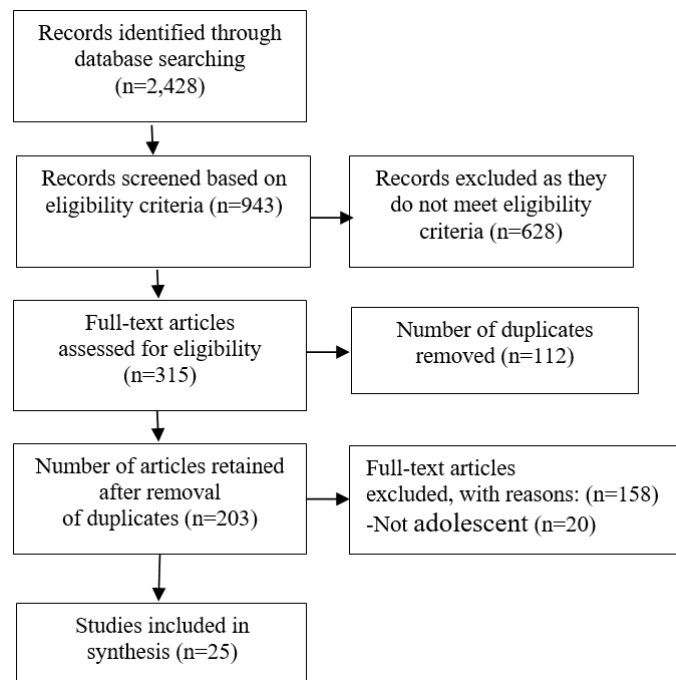 Records identified through
database searching
(n=2,428)
Records screened based on
eligibility criteria (n=943)
Records excluded as they
do not meet eligibility
criteria (n=628)
Full-text articles
assessed for eligibility
(n=315)
Number of duplicates
removed (n=112)
Number of articles retained
after removal
of duplicates (n=203)
Full-text articles
excluded, with reasons: (n=158)
-Not adolescent (n=20)
Studies included in
synthesis (n=25)